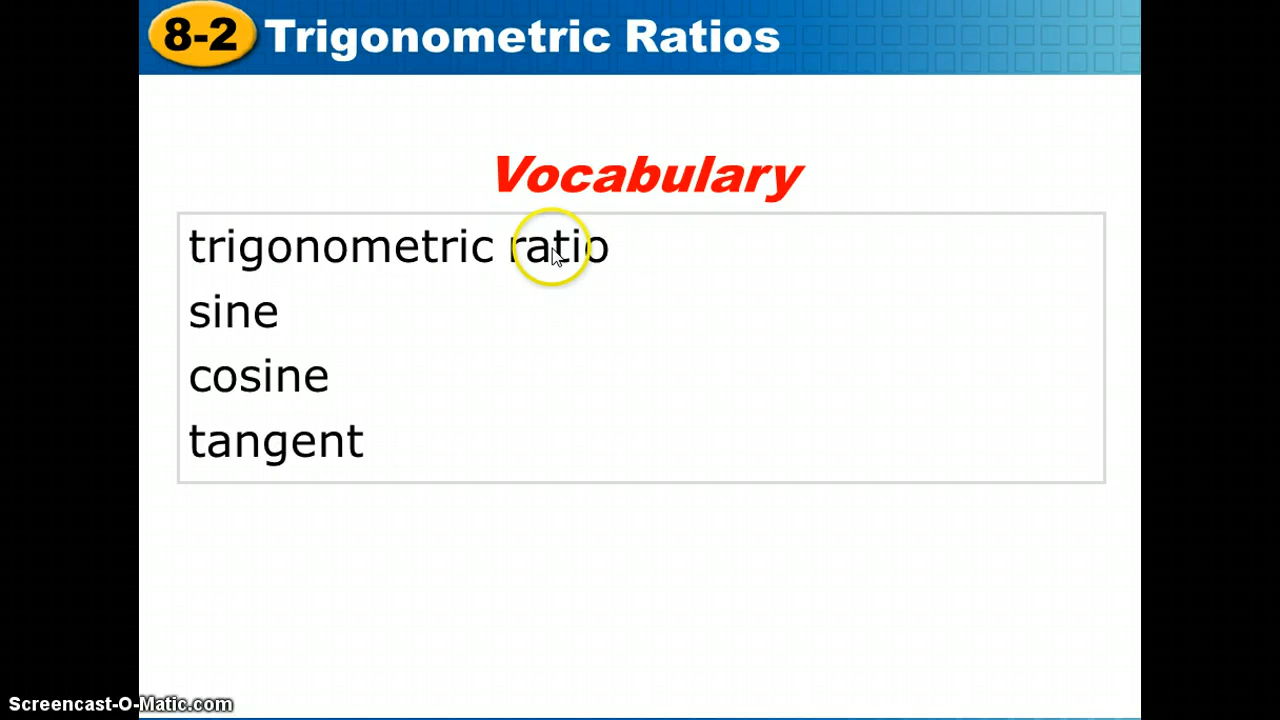 8-2 Trigonometric Ratios
Vocabulary
trigonometric ratio
sine
cosine
tangent
Screencast-O-Matic.com